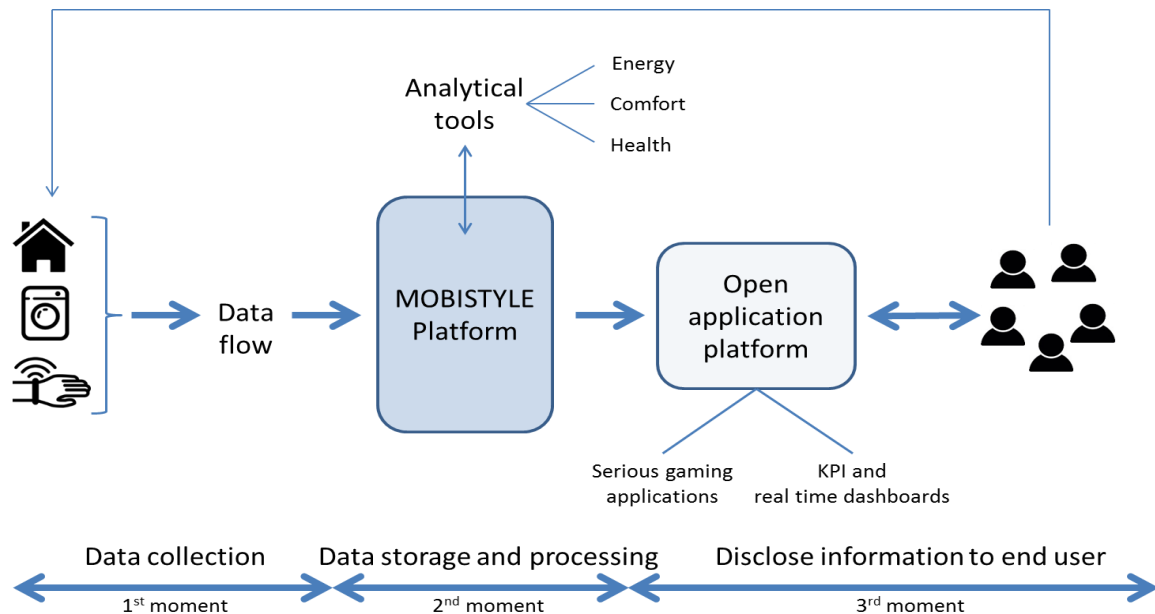 Analytical
tools
Energy
Comfort
Health
Data
flow
MOBISTYLE
Platform
Open
application
platform
Serious gaming
applications
KPI and
real time dashboards
Data collection
Data storage and processing
Disclose information to end user
1st moment
2nd moment
3rd moment